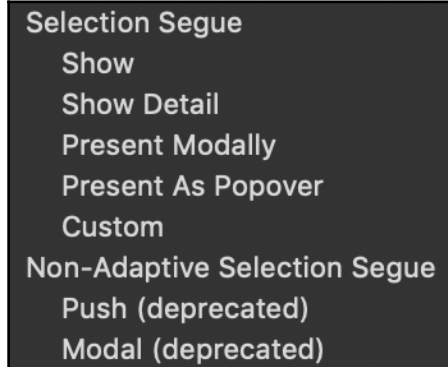 Selection Segue
Show
Show Detail
Present Modally
Present As Popover
Custom
Non-Adaptive Selection Segue
Push (deprecated)
Modal (deprecated)